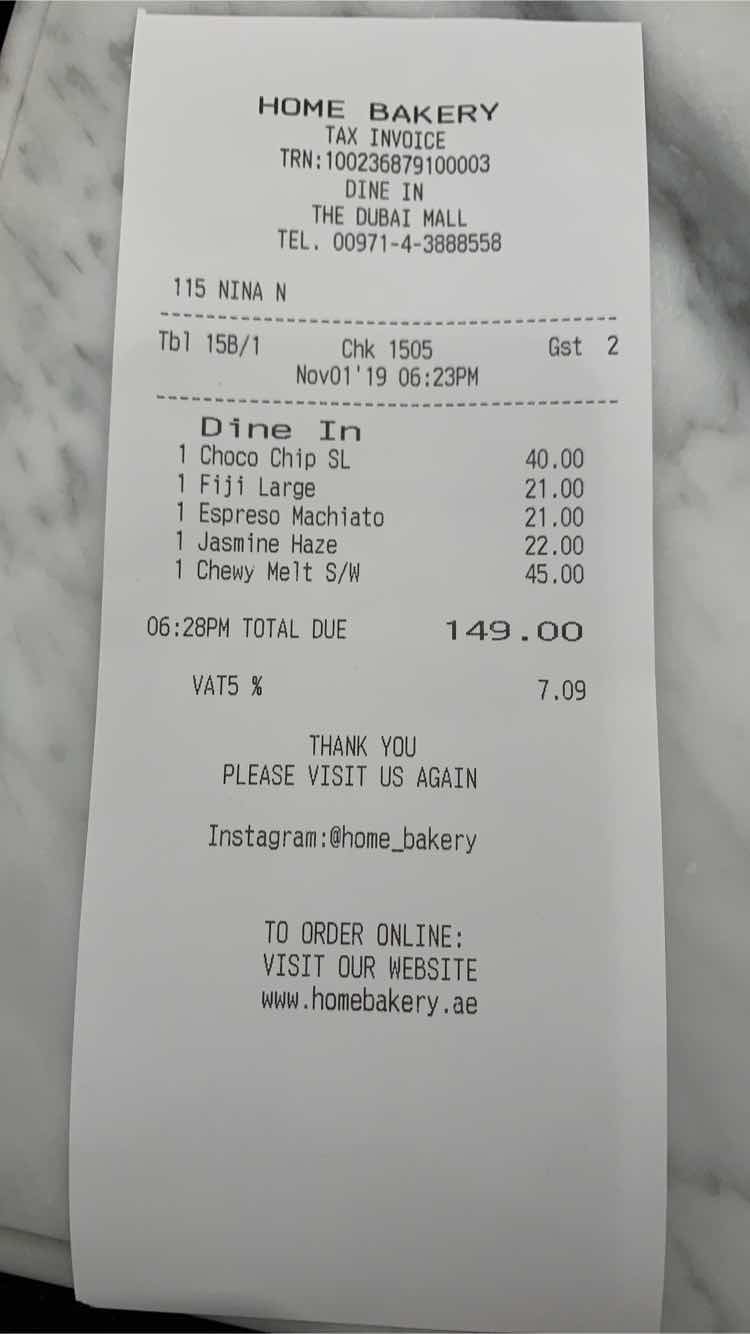 HOME BAKERY
TAX INVOICE
TRN:100236879100003
DINE IN
THE DUBAI MALL
TEL. 00971-4-3888558
115 NINA N
Tbl 15B/1 Chk 1505 Gst 2
Nov01'19 06:23PM
Dine In
1 Choco Chip SL 40.00
1 Fiji Large 21.00
1 Espreso Machiato 21.00
1 Jasmine Haze 22.00
1 Chewy Melt S/W 45.00
06:28PM TOTAL DUE 149.00
VAT5 % 7.09
THANK YOU
PLEASE VISIT US AGAIN
Instagram:@home_bakery
TO ORDER ONLINE:
VISIT OUR WEBSITE
www.homebakery.ae